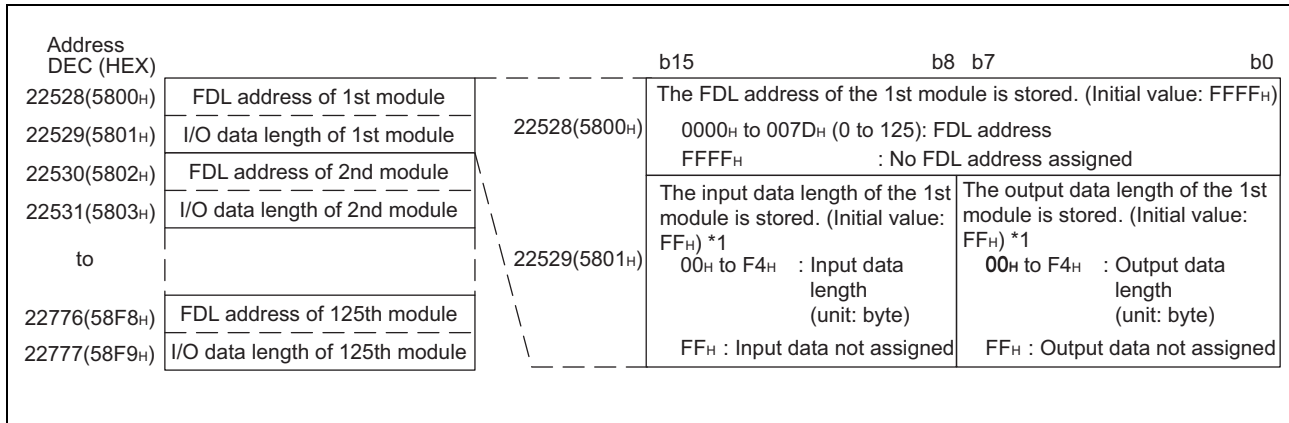 Address
DEC (HEX)
22528(5800H) FDL address of 1st module
22529(5801H) I/O data length of 1st module
22530(5802H) FDL address of 2nd module
22531(5803H) I/O data length of 2nd module
to
22776(58F8H) FDL address of 125th module
22777(58F9H) I/O data length of 125th module
b15 b8 b7 b0
22528(5800H)
The FDL address of the 1st module is stored. (Initial value: FFFFH)
0000H to 007DH (0 to 125): FDL address
FFFFH : No FDL address assigned
22529(5801H)
The input data length of the 1st
module is stored. (Initial value:
FFH) *1
00H to F4H : Input data
length
(unit: byte)
FFH : Input data not assigned
The output data length of the 1st
module is stored. (Initial value:
FFH) *1
00H to F4H : Output data
length
(unit: byte)
FFH : Output data not assigned